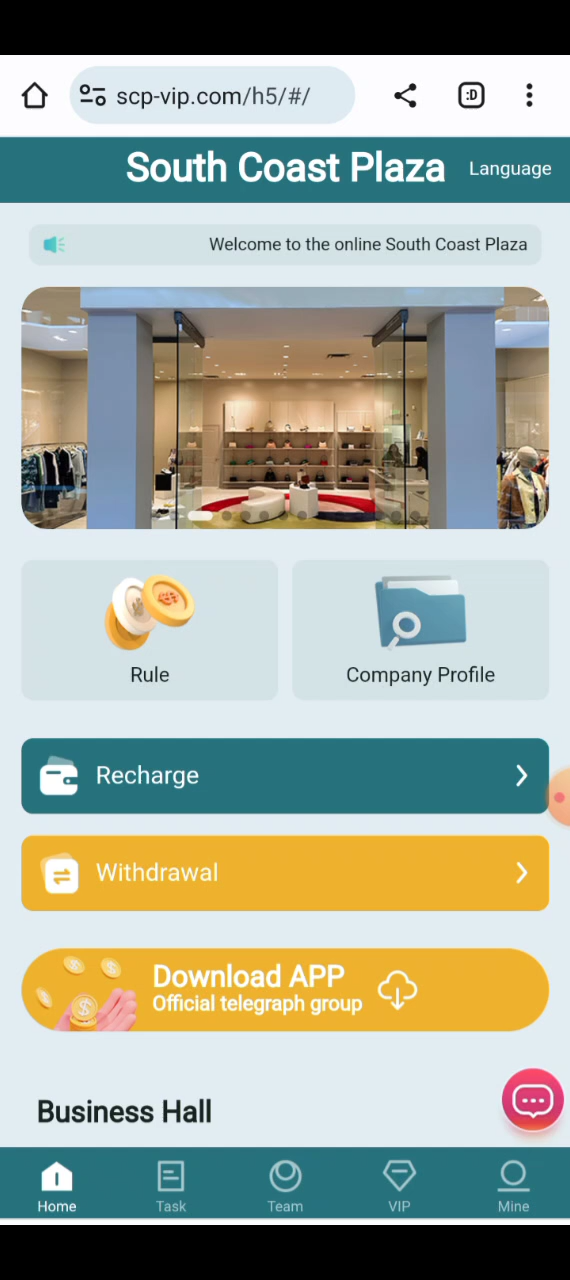 scp-vip.com/h5/#/
:D
South Coast Plaza
Language
Welcome to the online South Coast Plaza
Rule
Company Profile
Recharge
Withdrawal
Download APP
Official telegraph group
Business Hall
Home
Task
Team
VIP
Mine